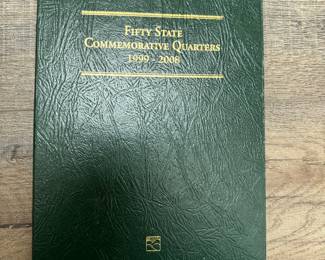 FIFTY STATE
COMMEMORATIVE QUARTERS
1999 - 2008